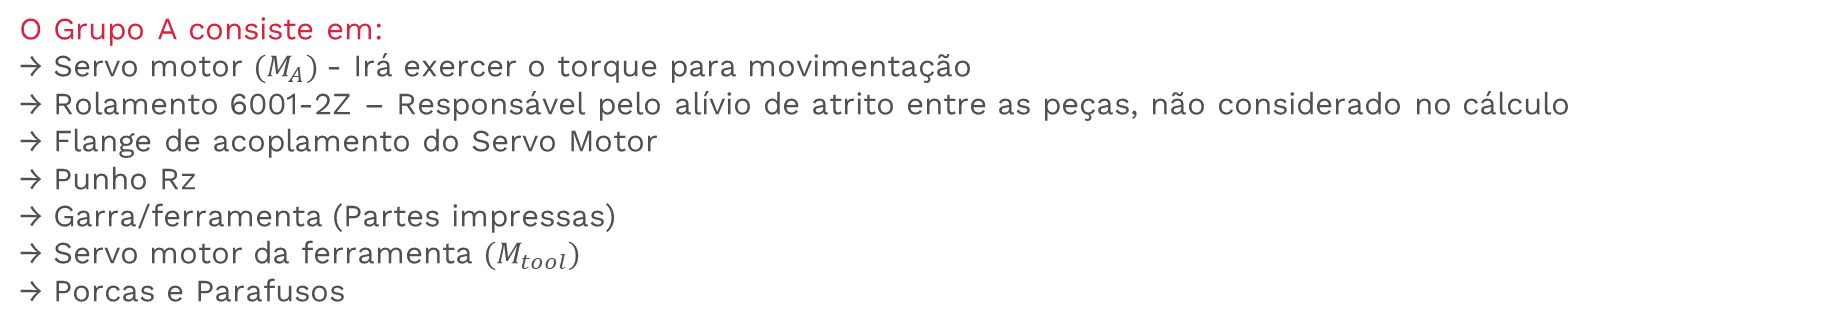 O Grupo A consiste em:
→ Servo motor (M_A) - Irá exercer o torque para movimentação
→ Rolamento 6001-2Z – Responsável pelo alívio de atrito entre as peças, não considerado no cálculo
→ Flange de acoplamento do Servo Motor
→ Punho Rz
→ Garra/ferramenta (Partes impressas)
→ Servo motor da ferramenta (M_tool)
→ Porcas e Parafusos